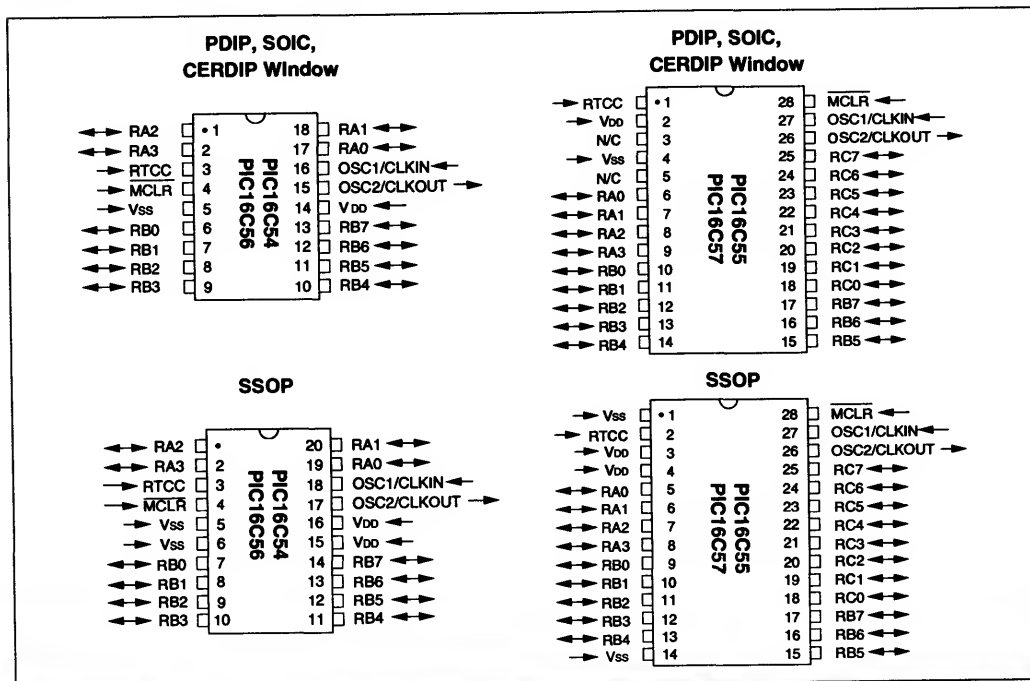 PDIP, SOIC,
CERDIP Window
RA2 • 1 18 RA1
RA3 2 17 RA0
RTCC 3 16 OSC1/CLKIN
MCLR 4 15 OSC2/CLKOUT
Vss 5 14 VDD
RB0 6 13 RB7
RB1 7 12 RB6
RB2 8 11 RB5
RB3 9 10 RB4
PIC16C54
PIC16C56
PDIP, SOIC,
CERDIP Window
RTCC • 1 28 MCLR
VDD 2 27 OSC1/CLKIN
N/C 3 26 OSC2/CLKOUT
Vss 4 25 RC7
N/C 5 24 RC6
RA0 6 23 RC5
RA1 7 22 RC4
RA2 8 21 RC3
RA3 9 20 RC2
RB0 10 19 RC1
RB1 11 18 RC0
RB2 12 17 RB7
RB3 13 16 RB6
RB4 14 15 RB5
PIC16C55
PIC16C57
SSOP
RA2 • 20 RA1
RA3 2 19 RA0
RTCC 3 18 OSC1/CLKIN
MCLR 4 17 OSC2/CLKOUT
Vss 5 16 VDD
Vss 6 15 VDD
RB0 7 14 RB7
RB1 8 13 RB6
RB2 9 12 RB5
RB3 10 11 RB4
PIC16C54
PIC16C56
SSOP
Vss • 1 28 MCLR
RTCC 2 27 OSC1/CLKIN
VDD 3 26 OSC2/CLKOUT
VDD 4 25 RC7
RA0 5 24 RC6
RA1 6 23 RC5
RA2 7 22 RC4
RA3 8 21 RC3
RB0 9 20 RC2
RB1 10 19 RC1
RB2 11 18 RC0
RB3 12 17 RB7
RB4 13 16 RB6
Vss 14 15 RB5
PIC16C55
PIC16C57